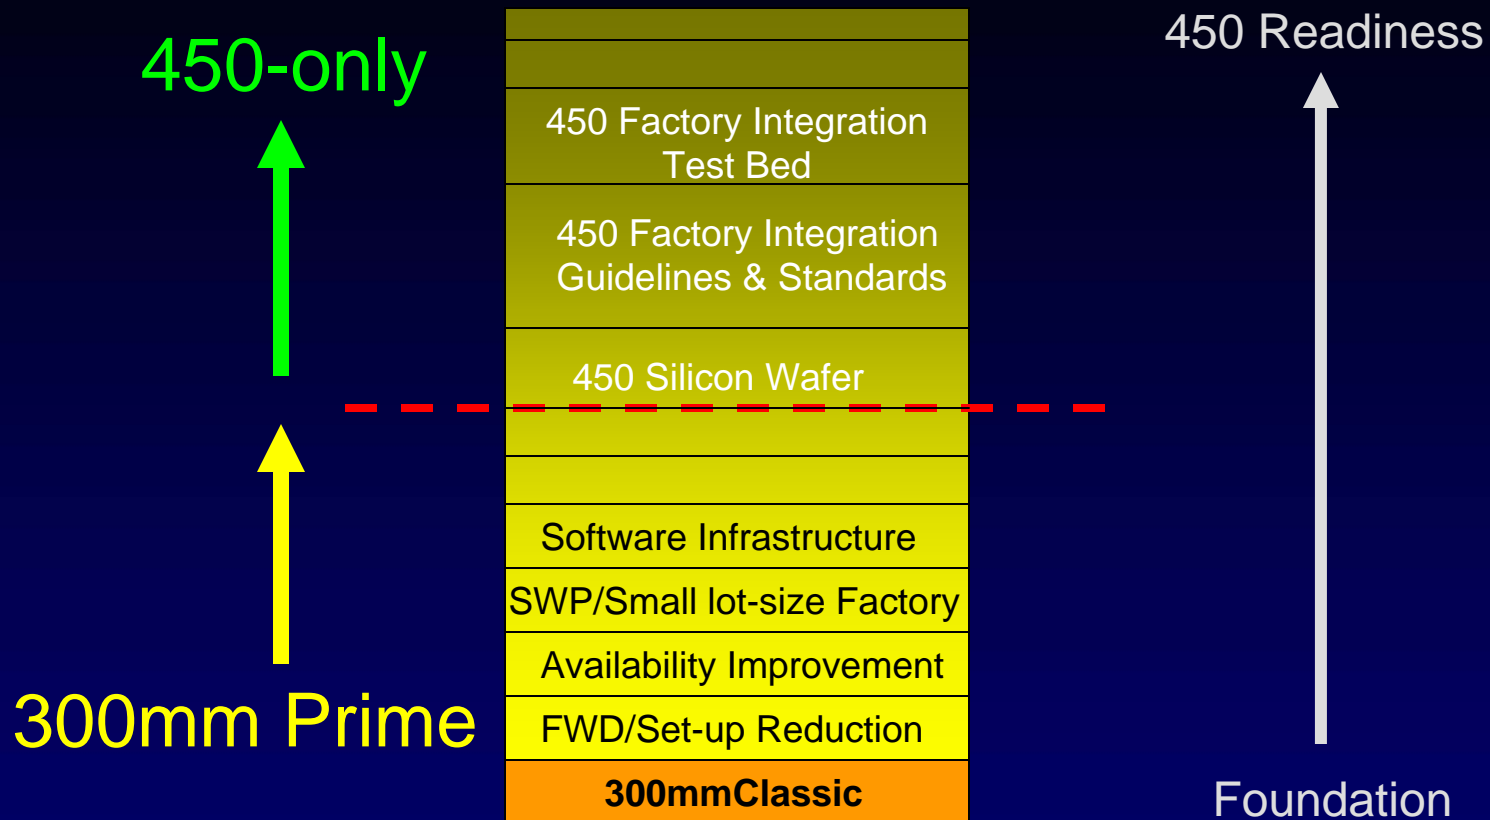 450 Readiness
450-only
450 Factory Integration
Test Bed
450 Factory Integration
Guidelines & Standards
450 Silicon Wafer
Software Infrastructure
SWP/Small lot-size Factory
Availability Improvement
300mm Prime
FWD/Set-up Reduction
300mmClassic
Foundation